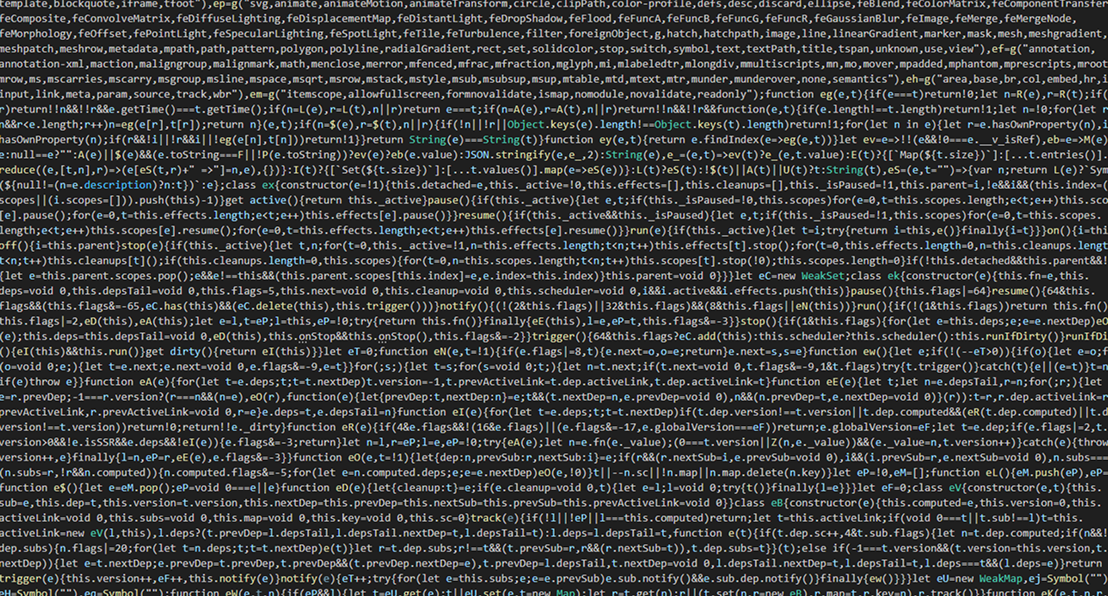 template,blockquote,iframe,tfoot"),ep=g("svg,animate,animateMotion,animateTransform,circle,clipPath,color-profile,defs,desc,discard,ellipse,feBlend,feColorMatrix,feComponentTransfer
feComposite,feConvolveMatrix,feDiffuseLighting,feDisplacementMap,feDistantLight,feDropShadow,feFlood,feFuncA,feFuncB,feFuncG,feFuncR,feGaussianBlur,feImage,feMerge,feMergeNode,
feMorphology,feOffset,fePointLight,feSpecularLighting,feSpotLight,feTile,feTurbulence,filter,foreignObject,g,hatch,hatchpath,image,line,linearGradient,marker,mask,mesh,meshgradient,
meshpatch,meshrow,metadata,mpath,path,pattern,polygon,polyline,radialGradient,rect,set,solidcolor,stop,switch,symbol,text,textPath,title,tspan,unknown,use,view"),ef=g("annotation,
annotation-xml,maction,maligngroup,malignmark,math,menclose,merror,mfenced,mfrac,mfraction,mglyph,mi,mlabeledtr,mlongdiv,mmultiscripts,mn,mo,mover,mpadded,mphantom,mprescripts,mroot
mrow,ms,mscarries,mscarry,msgroup,msline,mspace,msqrt,msrow,mstack,mstyle,msub,msubsup,msup,mtable,mtd,mtext,mtr,munder,munderover,none,semantics"),eh=g("area,base,br,col,embed,hr,i
input,link,meta,param,source,track,wbr"),em=g("itemscope,allowfullscreen,formnovalidate,ismap,nomodule,novalidate,readonly");function eg(e,t){if(e===t)return!0;let n=R(e),r=R(t);if(
r)return!!n&&!!r&&e.getTime()===t.getTime();if(n=L(e),r=L(t),n||r)return e===t;if(n=A(e),r=A(t),n||r)return!!n&&!!r&&function(e,t){if(e.length!==t.length)return!1;let n=!0;for(let r
n&&r<e.length;r++)n=eg(e[r],t[r]);return n}(e,t);if(n=$(e),r=$(t),n||r){if(!n||!r||Object.keys(e).length!==Object.keys(t).length)return!1;for(let n in e){let r=e.hasOwnProperty(n),i
hasOwnProperty(n);if(r&&!i||!r&&i||!eg(e[n],t[n]))return!1}}return String(e)===String(t)}function ey(e,t){return e.findIndex(e=>eg(e,t))}let ev=e=>!!(e&&!0===e.__v_isRef),eb=e=>M(e)
e:null==e?"":A(e)||$(e)&&(e.toString===F||!P(e.toString))?ev(e)?eb(e.value):JSON.stringify(e,e_,2):String(e),e_=(e,t)=>ev(t)?e_(e,t.value):E(t)?{[`Map(${t.size})`]:[...t.entries()].
reduce((e,[t,n],r)=>(e[eS(t,r)+" =>"]=n,e),{})}:I(t)?{[`Set(${t.size})`]:[...t.values()].map(e=>eS(e))}:L(t)?eS(t):!$(t)||A(t)||U(t)?t:String(t),eS=(e,t="")=>{var n;return L(e)?`Sym
(${null!=(n=e.description)?n:t})`:e};class ex{constructor(e=!1){this.detached=e,this._active=!0,this.effects=[],this.cleanups=[],this._isPaused=!1,this.parent=i,!e&&i&&(this.index=(
scopes||(i.scopes=[])).push(this)-1)}get active(){return this._active}pause(){if(this._active){let e,t;if(this._isPaused=!0,this.scopes)for(e=0,t=this.scopes.length;e<t;e++)this.sco
[e].pause();for(e=0,t=this.effects.length;e<t;e++)this.effects[e].pause()}}resume(){if(this._active&&this._isPaused){let e,t;if(this._isPaused=!1,this.scopes)for(e=0,t=this.scopes.
length;e<t;e++)this.scopes[e].resume();for(e=0,t=this.effects.length;e<t;e++)this.effects[e].resume()}}run(e){if(this._active){let t=i;try{return i=this,e()}finally{i=t}}}on(){i=thi
off(){i=this.parent}stop(e){if(this._active){let t,n;for(t=0,this._active=!1,n=this.effects.length;t<n;t++)this.effects[t].stop();for(t=0,this.effects.length=0,n=this.cleanups.lengt
t<n;t++)this.cleanups[t]();if(this.cleanups.length=0,this.scopes){for(t=0,n=this.scopes.length;t<n;t++)this.scopes[t].stop(!0);this.scopes.length=0}if(!this.detached&&this.parent&&!
{let e=this.parent.scopes.pop();e&&e!==this&&(this.parent.scopes[this.index]=e,e.index=this.index)}this.parent=void 0}}}let eC=new WeakSet;class ek{constructor(e){this.fn=e,this.
deps=void 0,this.depsTail=void 0,this.flags=5,this.next=void 0,this.cleanup=void 0,this.scheduler=void 0,i&&i.active&&i.effects.push(this)}pause(){this.flags|=64}resume(){64&this.
flags&&(this.flags&=-65,eC.has(this)&&(eC.delete(this),this.trigger()))}notify(){(!(2&this.flags)||32&this.flags)&&(8&this.flags||eN(this))}run(){if(!(1&this.flags))return this.fn()
this.flags|=2,eD(this),eA(this);let e=l,t=eP;l=this,eP=!0;try{return this.fn()}finally{eE(this),l=e,eP=t,this.flags&=-3}}stop(){if(1&this.flags){for(let e=this.deps;e;e=e.nextDep)eO
(e);this.deps=this.depsTail=void 0,eD(this),this.onStop&&this.onStop(),this.flags&=-2}}trigger(){64&this.flags?eC.add(this):this.scheduler?this.scheduler():this.runIfDirty()}runIfDi
(){eI(this)&&this.run()}get dirty(){return eI(this)}}let eT=0;function eN(e,t=!1){if(e.flags|=8,t){e.next=o,o=e;return}e.next=s,s=e}function ew(){let e;if(!(--eT>0)){if(o){let e=o;f
(o=void 0;e;){let t=e.next;e.next=void 0,e.flags&=-9,e=t}}for(;s;){let t=s;for(s=void 0;t;){let n=t.next;if(t.next=void 0,t.flags&=-9,1&t.flags)try{t.trigger()}catch(t){e||(e=t)}t=n
if(e)throw e}}function eA(e){for(let t=e.deps;t;t=t.nextDep)t.version=-1,t.prevActiveLink=t.dep.activeLink,t.dep.activeLink=t}function eE(e){let t;let n=e.depsTail,r=n;for(;r;){let
e=r.prevDep;-1===r.version?(r===n&&(n=e),eO(r),function(e){let{prevDep:t,nextDep:n}=e;t&&(t.nextDep=n,e.prevDep=void 0),n&&(n.prevDep=t,e.nextDep=void 0)}(r)):t=r,r.dep.activeLink=r
prevActiveLink,r.prevActiveLink=void 0,r=e}e.deps=t,e.depsTail=n}function eI(e){for(let t=e.deps;t;t=t.nextDep)if(t.dep.version!==t.version||t.dep.computed&&(eR(t.dep.computed)||t.d
version!==t.version))return!0;return!!e._dirty}function eR(e){if(4&e.flags&&!(16&e.flags)||(e.flags&=-17,e.globalVersion===eF))return;e.globalVersion=eF;let t=e.dep;if(e.flags|=2,t.
version>0&&!e.isSSR&&e.deps&&!eI(e)){e.flags&=-3;return}let n=l,r=eP;l=e,eP=!0;try{eA(e);let n=e.fn(e._value);(0===t.version||Z(n,e._value))&&(e._value=n,t.version++)}catch(e){throw
version++,e}finally{l=n,eP=r,eE(e),e.flags&=-3}}function eO(e,t=!1){let{dep:n,prevSub:r,nextSub:i}=e;if(r&&(r.nextSub=i,e.prevSub=void 0),i&&(i.prevSub=r,e.nextSub=void 0),n.subs===
(n.subs=r,!r&&n.computed)){n.computed.flags&=-5;for(let e=n.computed.deps;e;e=e.nextDep)eO(e,!0)}t||--n.sc||!n.map||n.map.delete(n.key)}let eP=!0,eM=[];function eL(){eM.push(eP),eP=
function e$(){let e=eM.pop();eP=void 0===e||e}function eD(e){let{cleanup:t}=e;if(e.cleanup=void 0,t){let e=l;l=void 0;try{t()}finally{l=e}}}let eF=0;class eV{constructor(e,t){this.
sub=e,this.dep=t,this.version=t.version,this.nextDep=this.prevDep=this.nextSub=this.prevSub=this.prevActiveLink=void 0}}class eB{constructor(e){this.computed=e,this.version=0,this.
activeLink=void 0,this.subs=void 0,this.map=void 0,this.key=void 0,this.sc=0}track(e){if(!l||!eP||l===this.computed)return;let t=this.activeLink;if(void 0===t||t.sub!==l)t=this.
activeLink=new eV(l,this),l.deps?(t.prevDep=l.depsTail,l.depsTail.nextDep=t,l.depsTail=t):l.deps=l.depsTail=t,function e(t){if(t.dep.sc++,4&t.sub.flags){let n=t.dep.computed;if(n&&!
dep.subs){n.flags|=20;for(let t=n.deps;t;t=t.nextDep)e(t)}let r=t.dep.subs;r!==t&&(t.prevSub=r,r&&(r.nextSub=t)),t.dep.subs=t}}(t);else if(-1===t.version&&(t.version=this.version,t.
nextDep)){let e=t.nextDep;e.prevDep=t.prevDep,t.prevDep&&(t.prevDep.nextDep=e),t.prevDep=l.depsTail,t.nextDep=void 0,l.depsTail.nextDep=t,l.depsTail=t,l.deps===t&&(l.deps=e)}return 
trigger(e){this.version++,eF++,this.notify(e)}notify(e){eT++;try{for(let e=this.subs;e;e=e.prevSub)e.sub.notify()&&e.sub.dep.notify()}finally{ew()}}}let eU=new WeakMap,ej=Symbol("")
eH=Symbol(""),eq=Symbol("");function eW(e,t,n){if(eP&&l){let t=eU.get(e);t||eU.set(e,t=new Map);let r=t.get(n);r||(t.set(n,r=new eB),r.map=t,r.key=n),r.track()}}function eK(e,t,n,r,